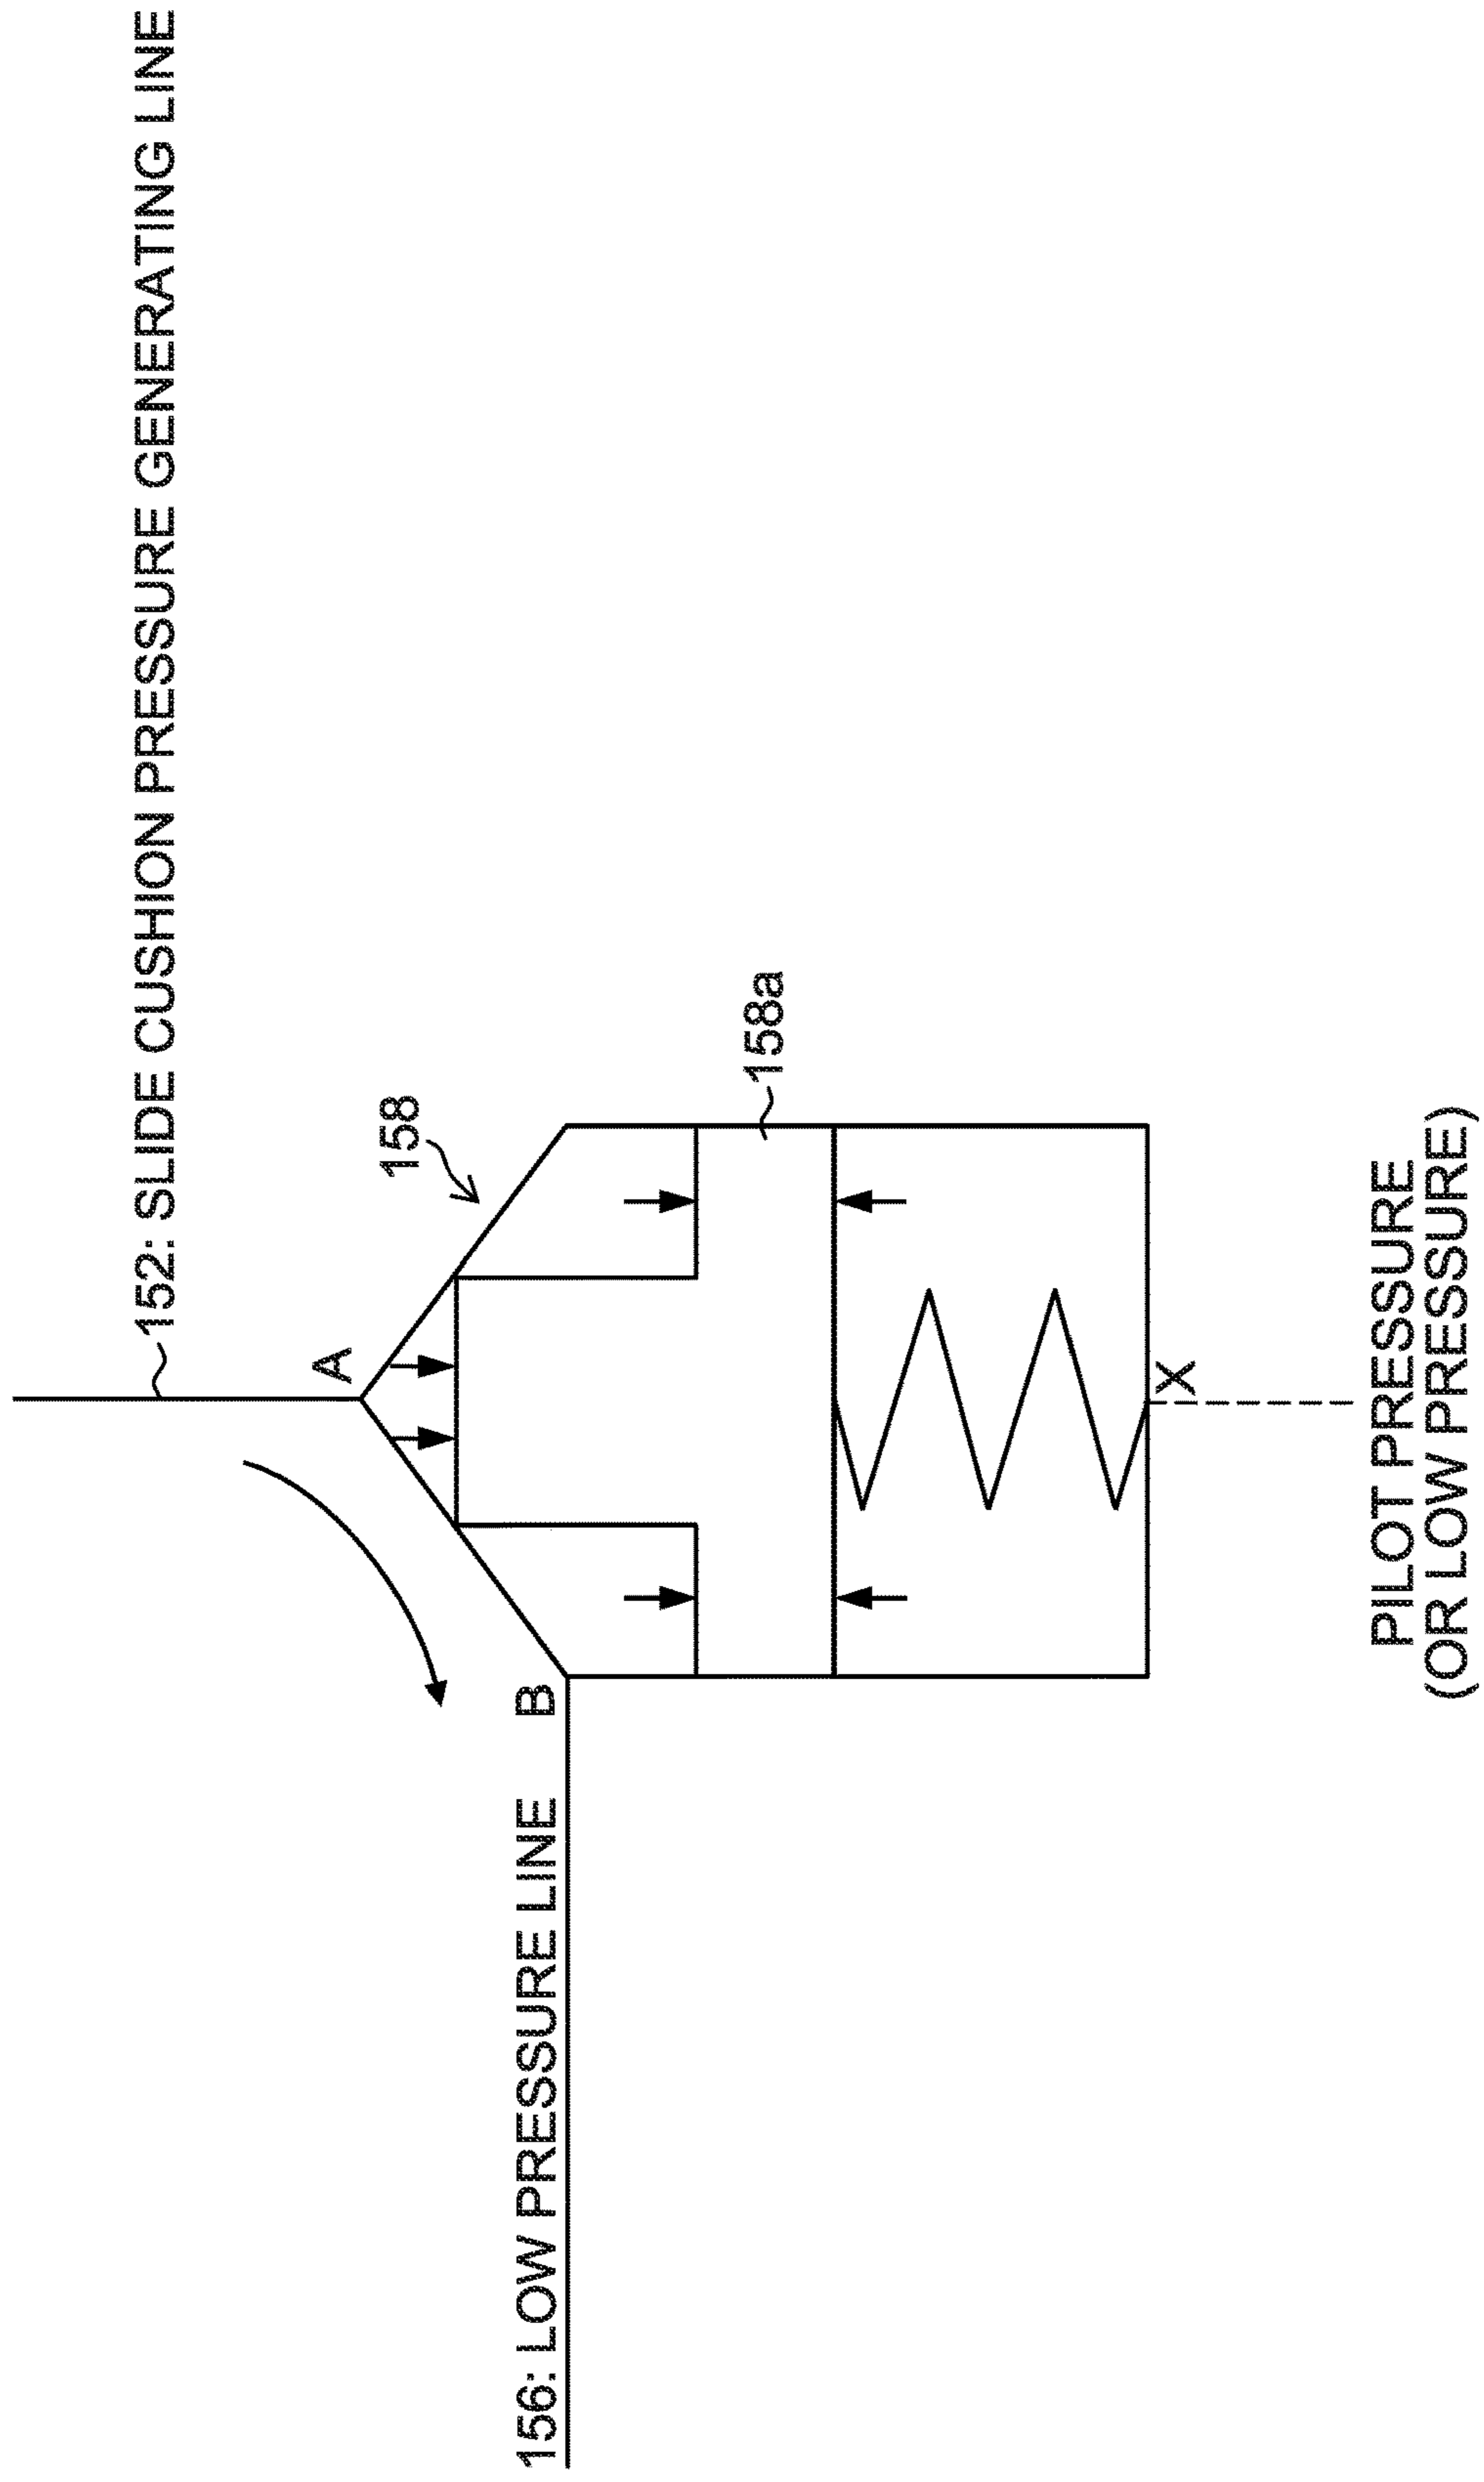 152: SLIDE CUSHION PRESSURE GENERATING LINE
A
158
156: LOW PRESSURE LINE
B
158a
X
PILOT PRESSURE
(OR LOW PRESSURE)